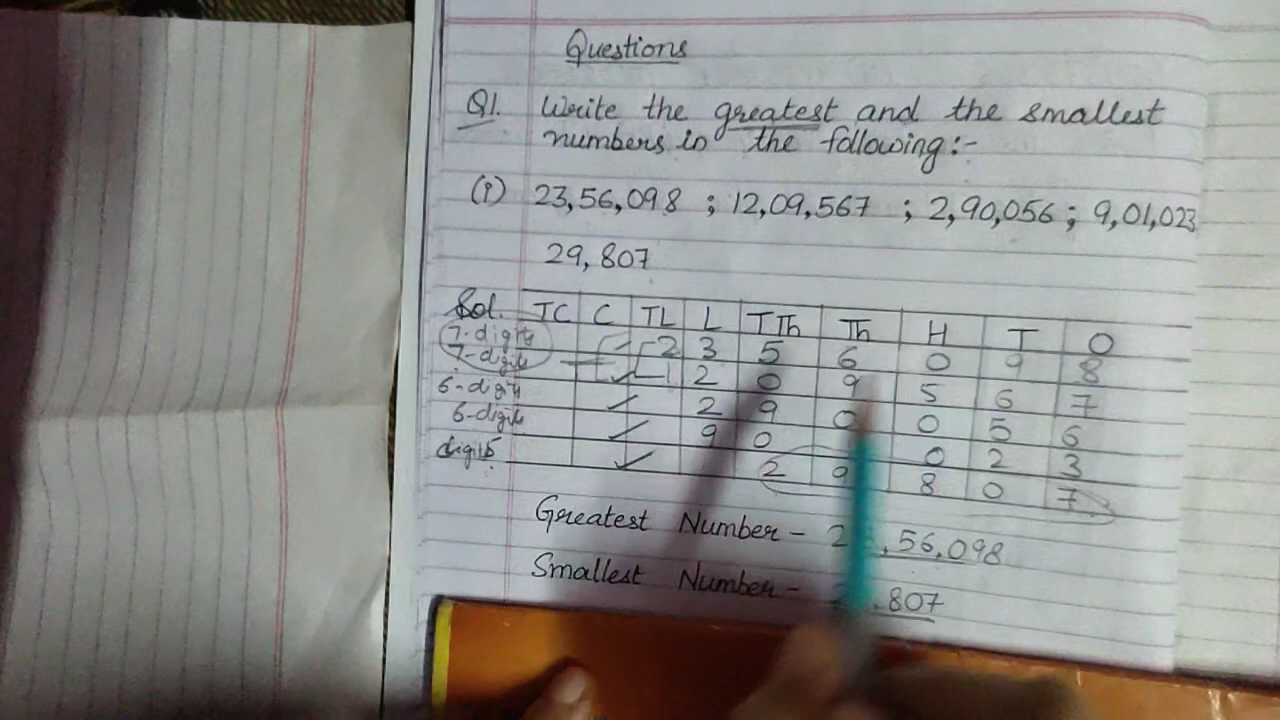 Questions
Q1. Write the greatest and the smallest
numbers in the following:-
(i) 23,56,098 ; 12,09,567 ; 2,90,056 ; 9,01,023
29,807
Sol. TC C TL L TTh Th H T O
7-digits 2 3 5 6 0 9 8
7-digits 1 2 0 9 5 6 7
6-digits 2 9 0 0 5 6
6-digits 9 0 0 2 3
digits 2 9 8 0 7
Greatest Number - 2 ,56,098
Smallest Number - ,807